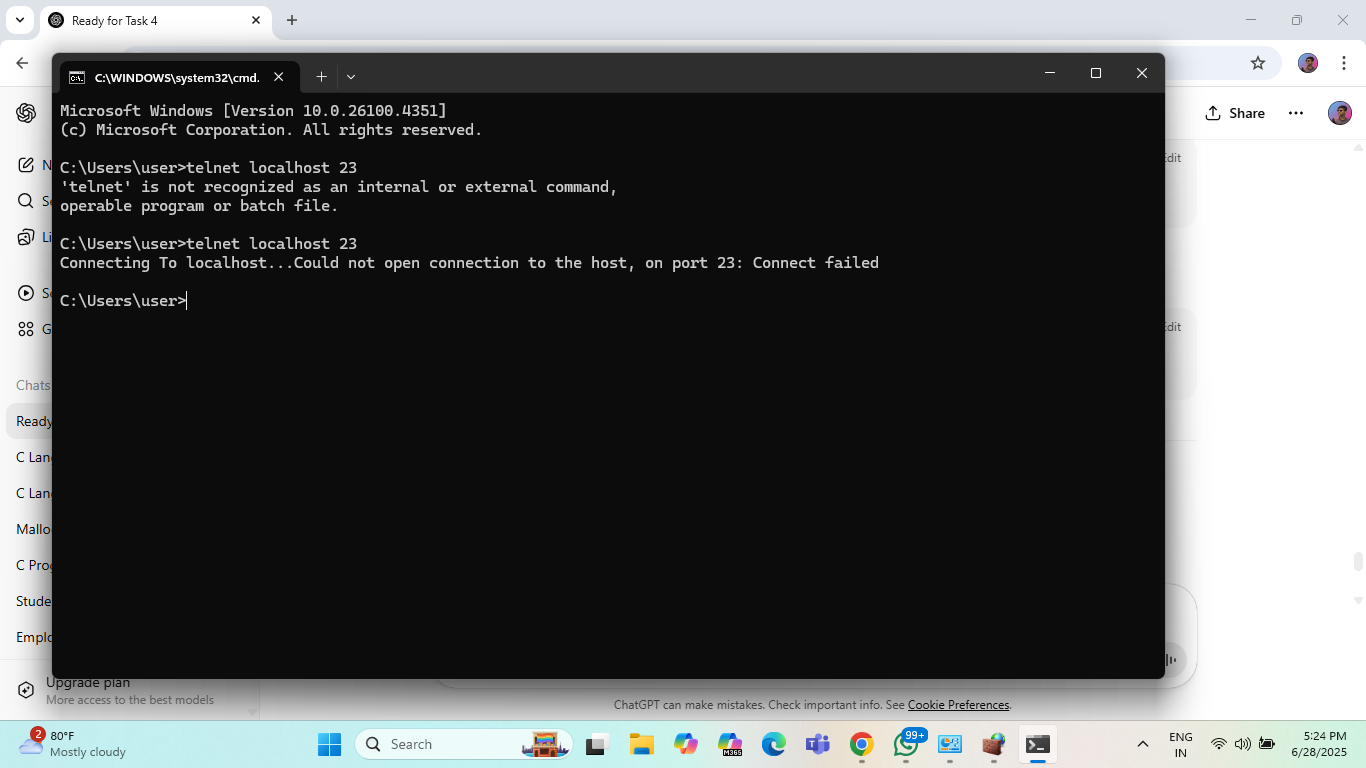 Ready for Task 4
C:\WINDOWS\system32\cmd.
Microsoft Windows [Version 10.0.26100.4351]
(c) Microsoft Corporation. All rights reserved.
C:\Users\user>telnet localhost 23
'telnet' is not recognized as an internal or external command,
operable program or batch file.
C:\Users\user>telnet localhost 23
Connecting To localhost...Could not open connection to the host, on port 23: Connect failed
C:\Users\user>
Share
Chats
Ready
C Lan
C Lan
Mallo
C Prog
Stude
Emplo
Upgrade plan
More access to the best models
ChatGPT can make mistakes. Check important info. See Cookie Preferences.
2
80°F
Mostly cloudy
Search
M365
99+
ENG
IN
5:24 PM
6/28/2025